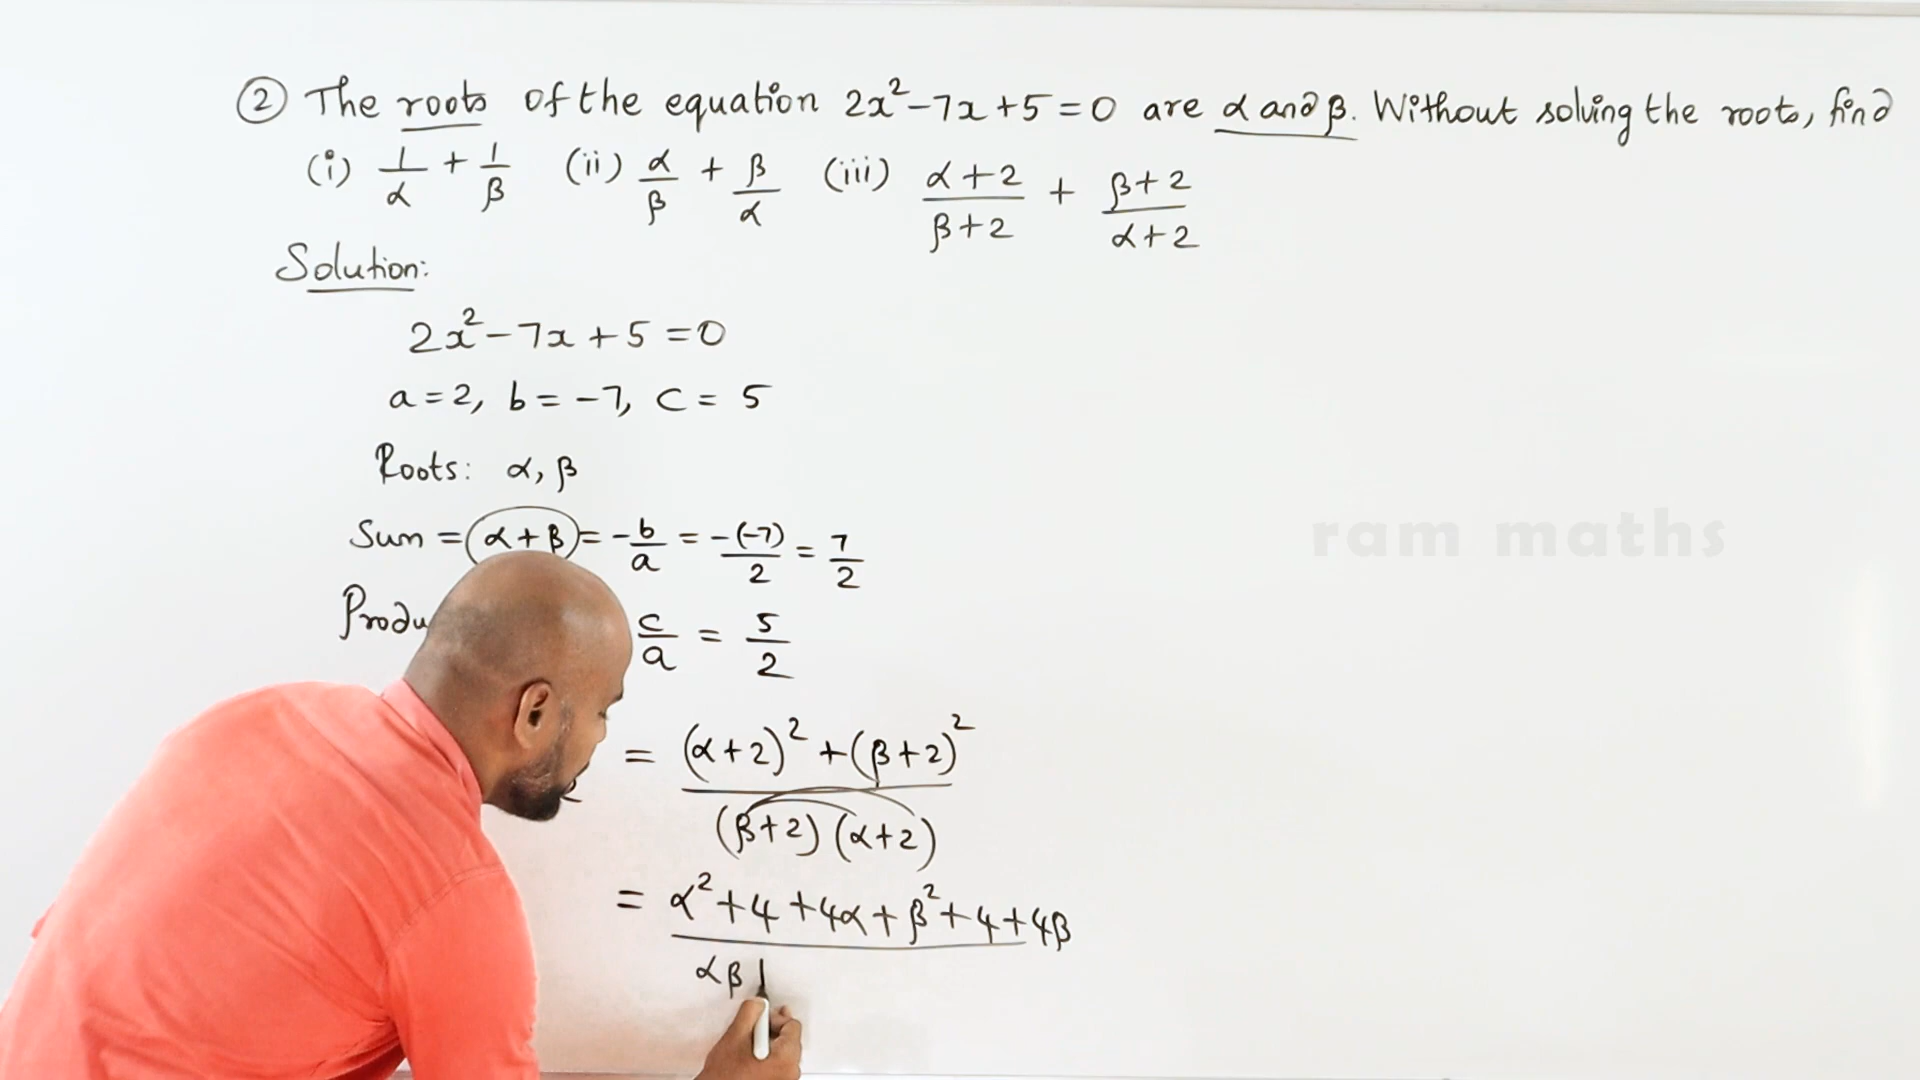 ② The roots of the equation 2x²-7x+5=0 are α and β. Without solving the roots, find
(i) 1/α + 1/β (ii) α/β + β/α (iii) (α+2)/(β+2) + (β+2)/(α+2)
Solution:
2x²-7x+5=0
a=2, b=-7, c=5
Roots: α, β
Sum = α+β = -b/a = -(-7)/2 = 7/2
c/a = 5/2
= ((α+2)²+(β+2)²)/((β+2)(α+2))
= (α²+4+4α+β²+4+4β)/(αβ
ram maths